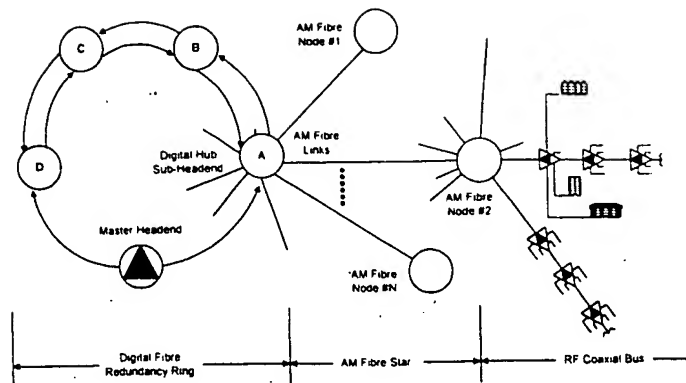 C
B
D
A
AM Fibre
Node #1
AM Fibre
Links
Digital Hub
Sub-Headend
AM Fibre
Node #2
Master Headend
AM Fibre
Node #N
Digital Fibre
Redundancy Ring
AM Fibre Star
RF Coaxial Bus